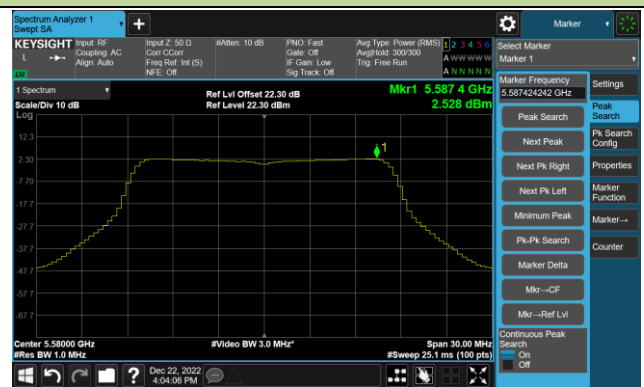 Spectrum Analyzer 1
Swept SA
+
Marker
KEYSIGHT
L
LW
Input: RF
Coupling: AC
Align: Auto
Input Z: 50 Ω
Corr CCorr
Freq Ref: Int (S)
NFE: Off
#Atten: 10 dB
PNO: Fast
Gate: Off
IF Gain: Low
Sig Track: Off
Avg Type: Power (RMS)
Avg|Hold: 300/300
Trig: Free Run
1 2 3 4 5 6
A W W W W W
A N N N N N
Select Marker
Marker 1
1 Spectrum
Scale/Div 10 dB
Log
Ref Lvl Offset 22.30 dB
Ref Level 22.30 dBm
Mkr1 5.587 4 GHz
2.528 dBm
12.3
2.30
-7.70
-17.7
-27.7
-37.7
-47.7
-57.7
-67.7
1
Center 5.58000 GHz
#Res BW 1.0 MHz
#Video BW 3.0 MHz*
Span 30.00 MHz
#Sweep 25.1 ms (100 pts)
Marker Frequency
5.587424242 GHz
Peak Search
Next Peak
Next Pk Right
Next Pk Left
Minimum Peak
Pk-Pk Search
Marker Delta
Mkr→CF
Mkr→Ref Lvl
Continuous Peak
Search
On
Off
Settings
Peak
Search
Pk Search
Config
Properties
Marker
Function
Marker→
Counter
?
Dec 22, 2022
4:04:06 PM